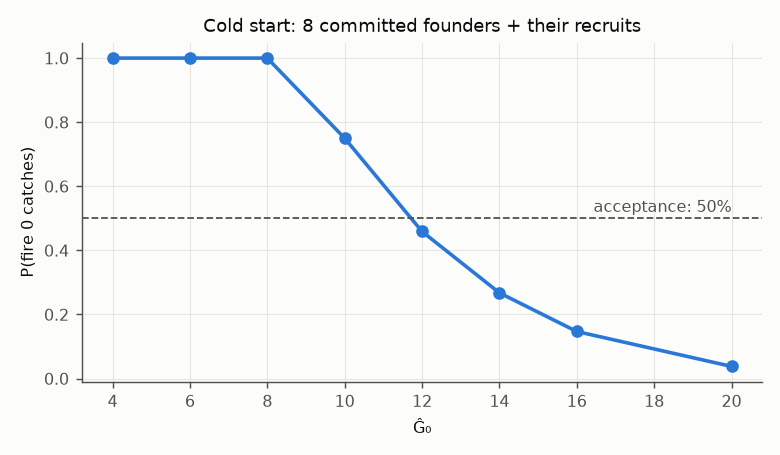 Cold start: 8 committed founders + their recruits
P(fire 0 catches)
1.0
0.8
0.6
0.4
0.2
0.0
acceptance: 50%
4 6 8 10 12 14 16 18 20
Ĝ₀